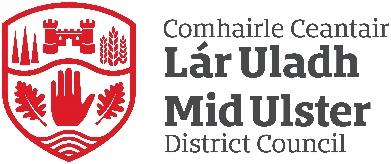 Comhairle Ceantair
Lár Uladh
Mid Ulster
District Council